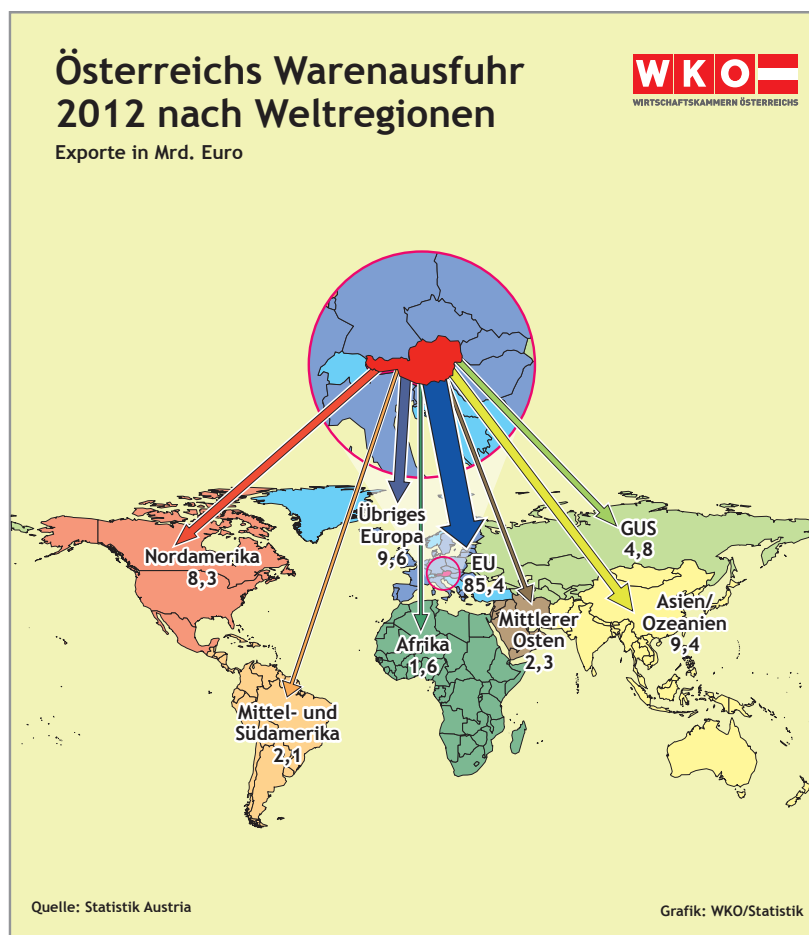 Österreichs Warenausfuhr
2012 nach Weltregionen
Exporte in Mrd. Euro
WKO
WIRTSCHAFTSKAMMERN ÖSTERREICHS
Übriges
Europa
9,6
GUS
4,8
Nordamerika
8,3
EU
85,4
Asien/
Ozeanien
9,4
Mittlerer
Osten
2,3
Afrika
1,6
Mittel- und
Südamerika
2,1
Quelle: Statistik Austria
Grafik: WKO/Statistik